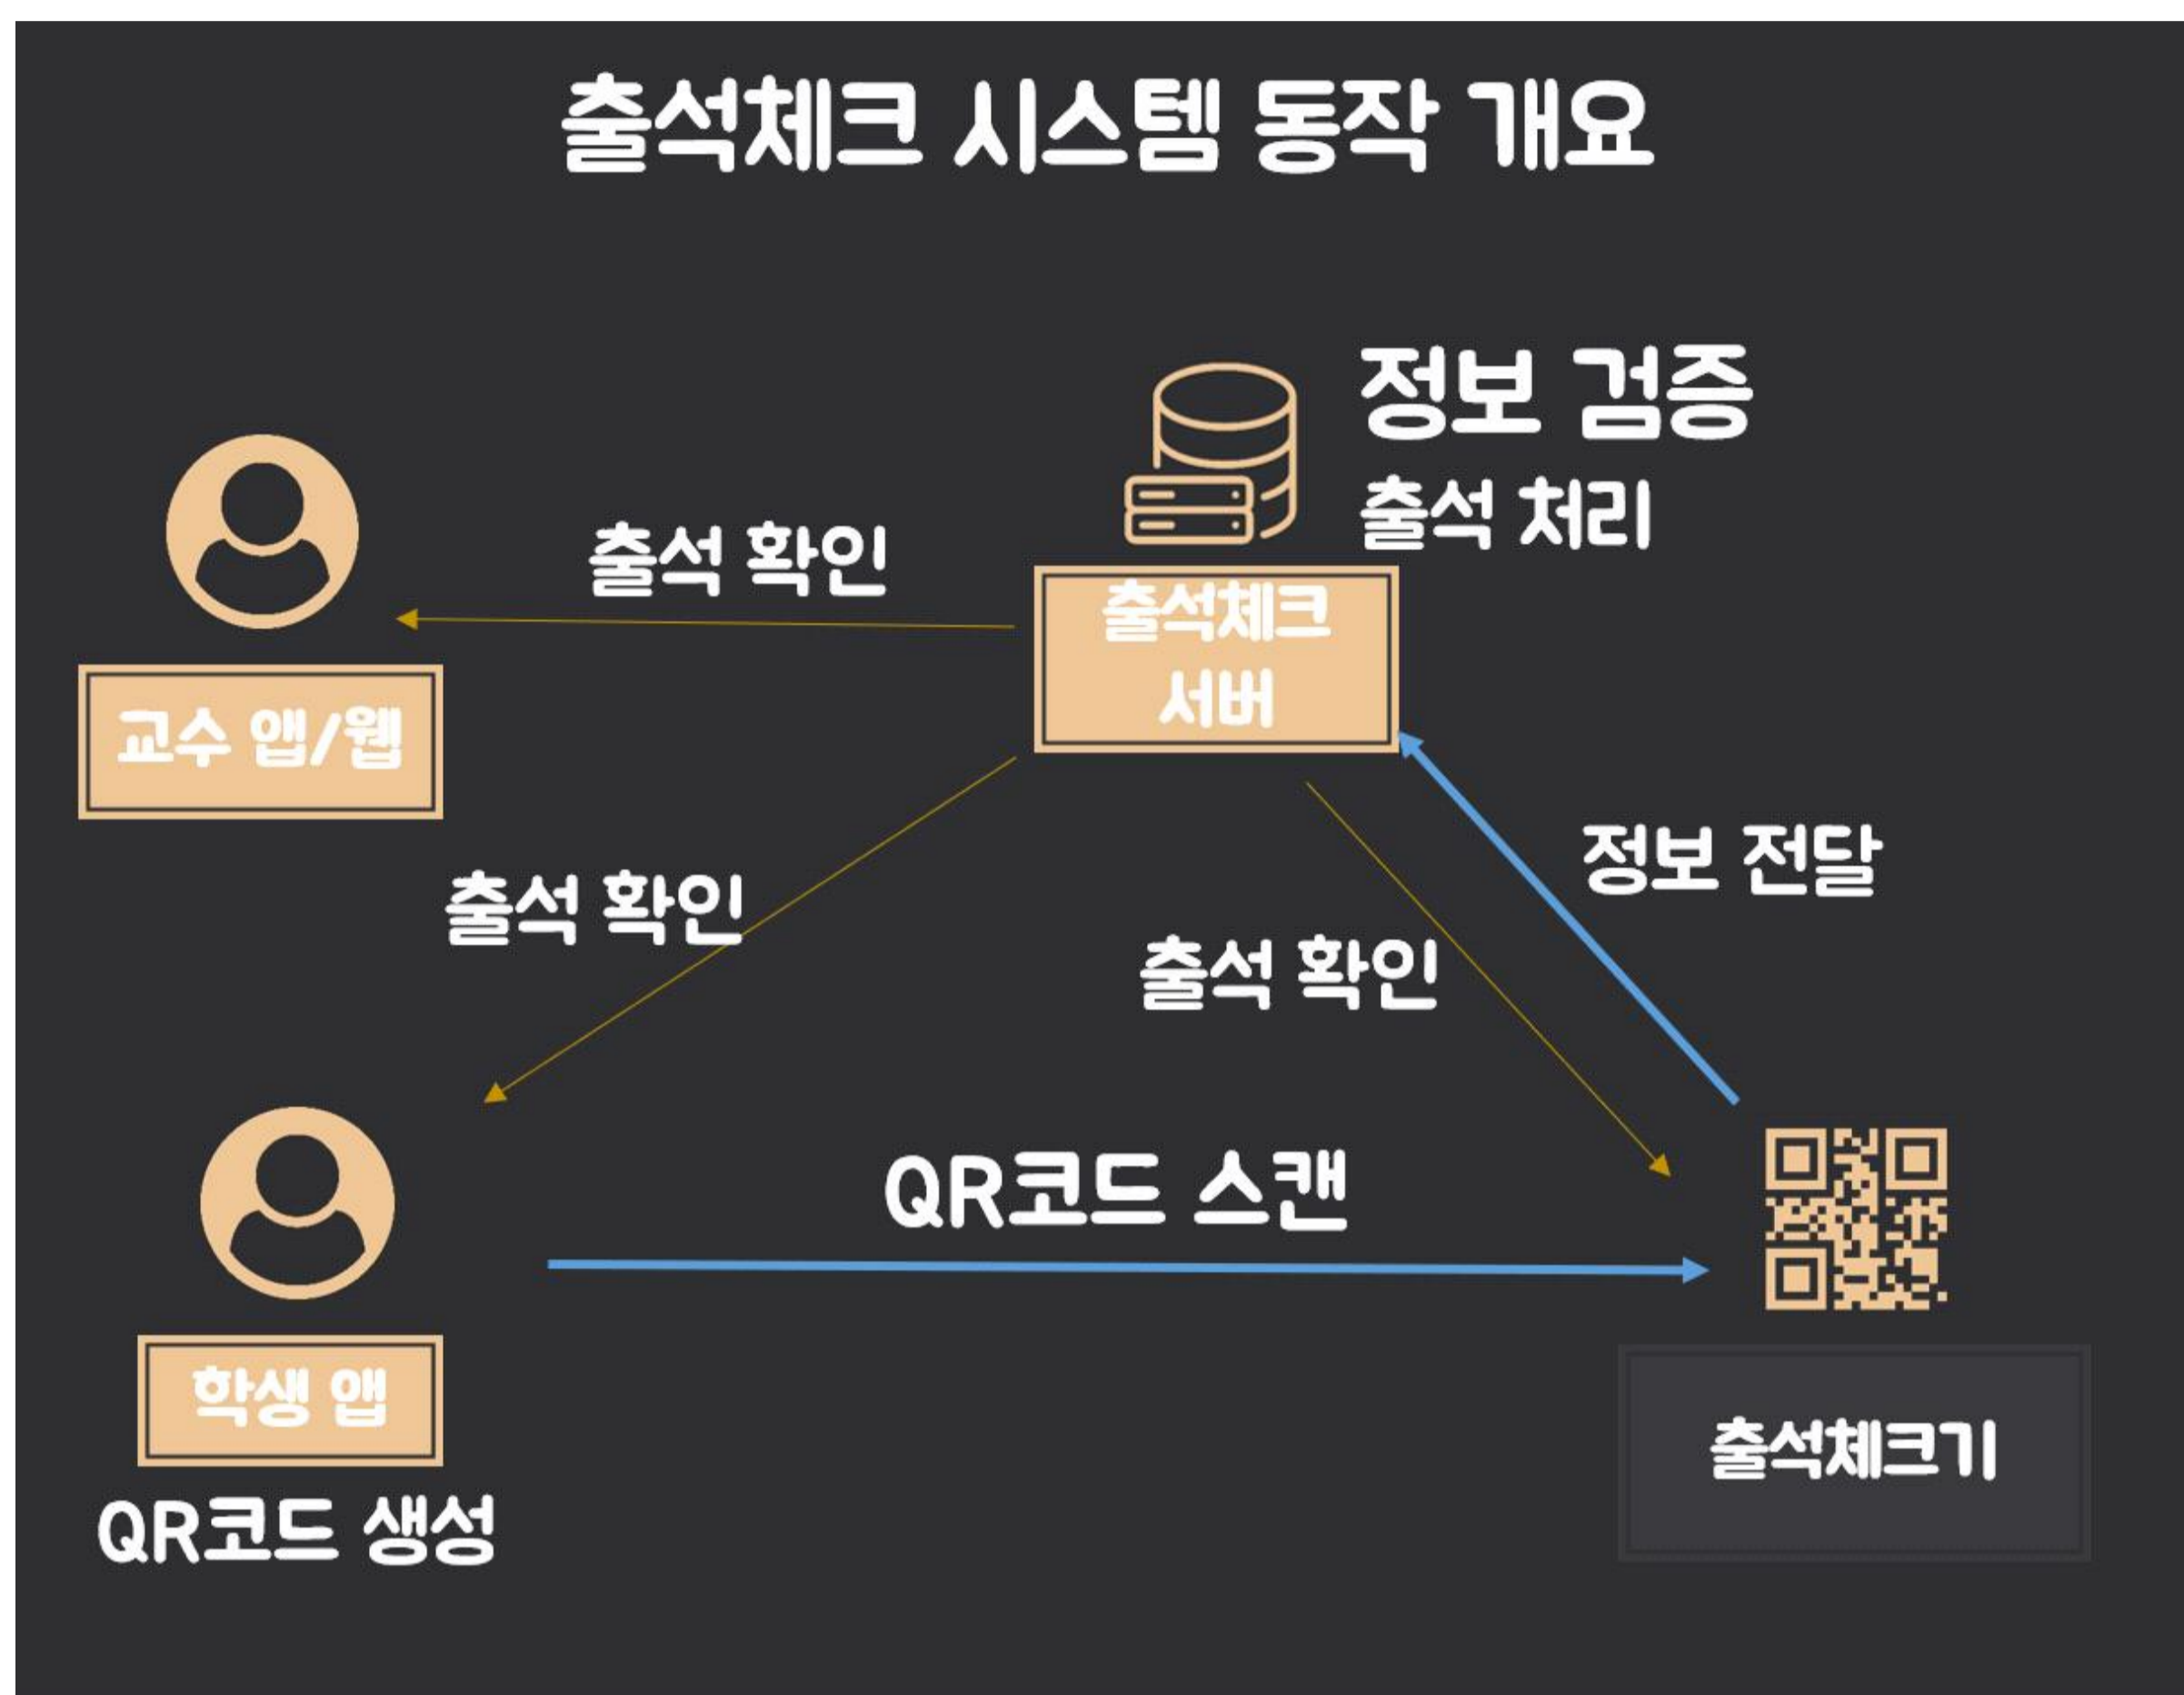 출석체크 시스템 동작 개요
정보 검증
출석 처리
출석 확인
출석체크
서버
교수 앱/웹
정보 전달
출석 확인
출석 확인
QR코드 스캔
학생 앱
출석체크기
QR코드 생성